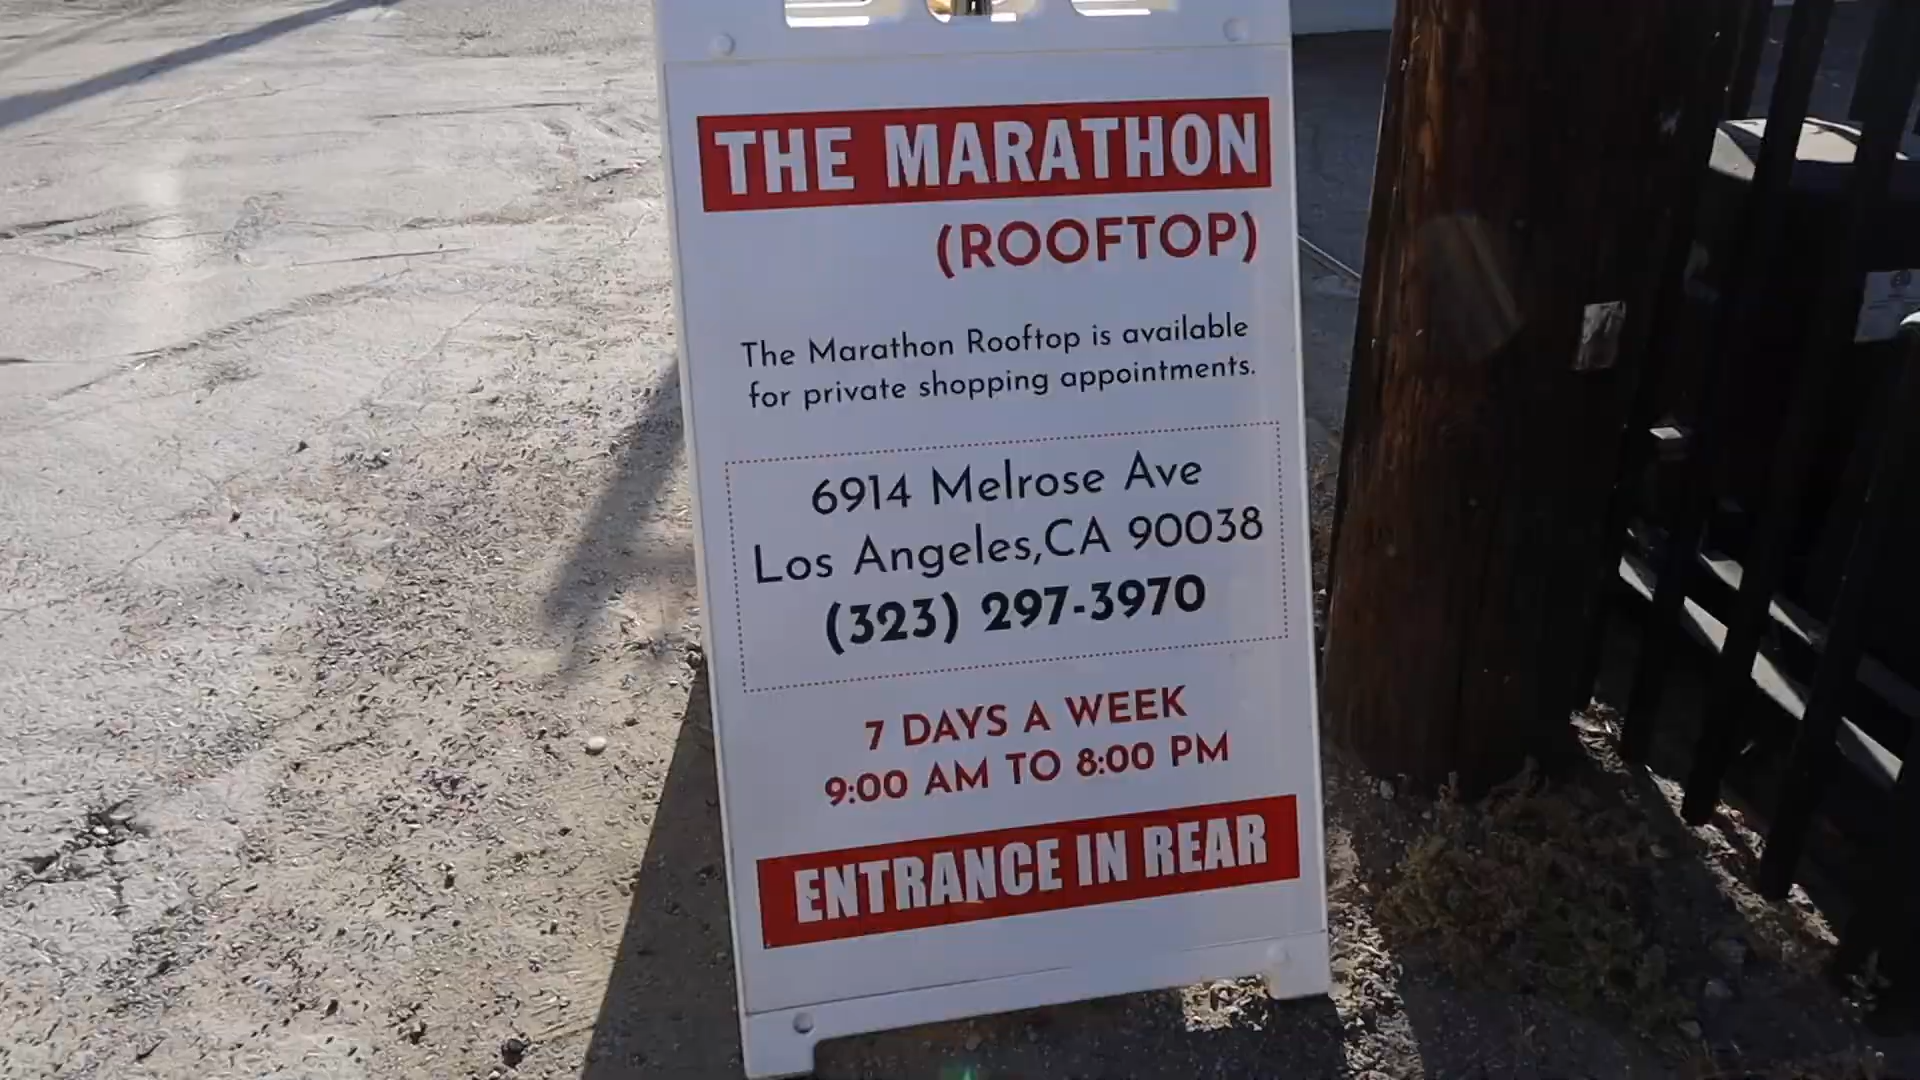 THE MARATHON
(ROOFTOP)
The Marathon Rooftop is available
for private shopping appointments.
6914 Melrose Ave
Los Angeles,CA 90038
(323) 297-3970
7 DAYS A WEEK
9:00 AM TO 8:00 PM
ENTRANCE IN REAR